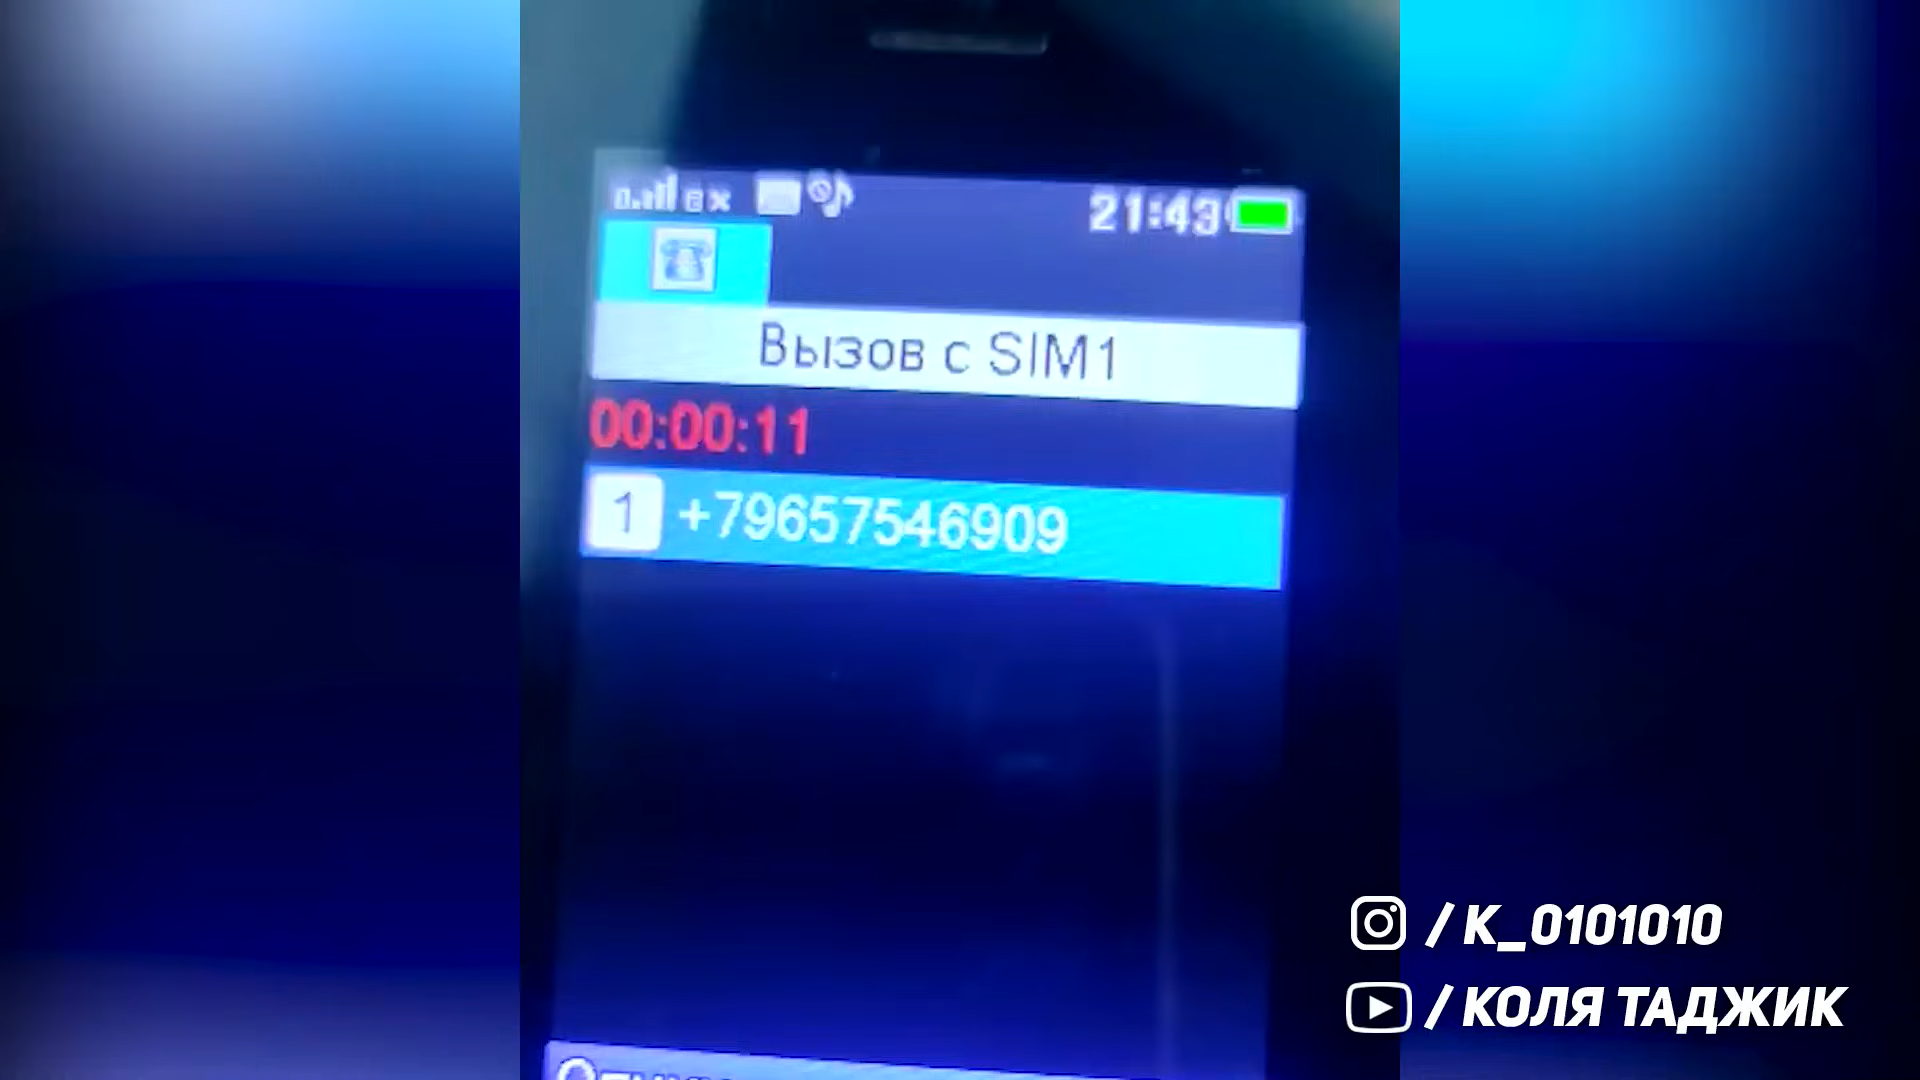 21:43
Вызов с SIM1
00:00:11
1 +79657546909
/ K_0101010
/ КОЛЯ ТАДЖИК